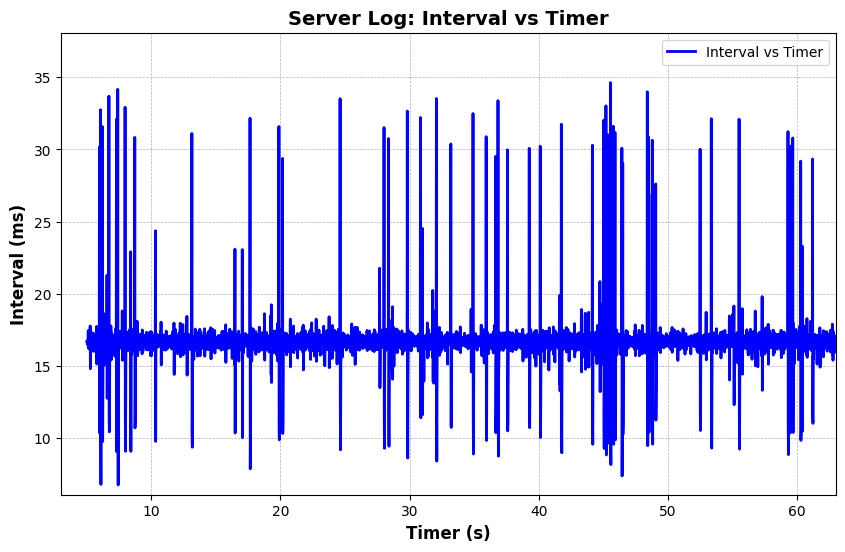 Server Log: Interval vs Timer
Interval vs Timer
35
30
25
20
15
10
Interval (ms)
10 20 30 40 50 60
Timer (s)